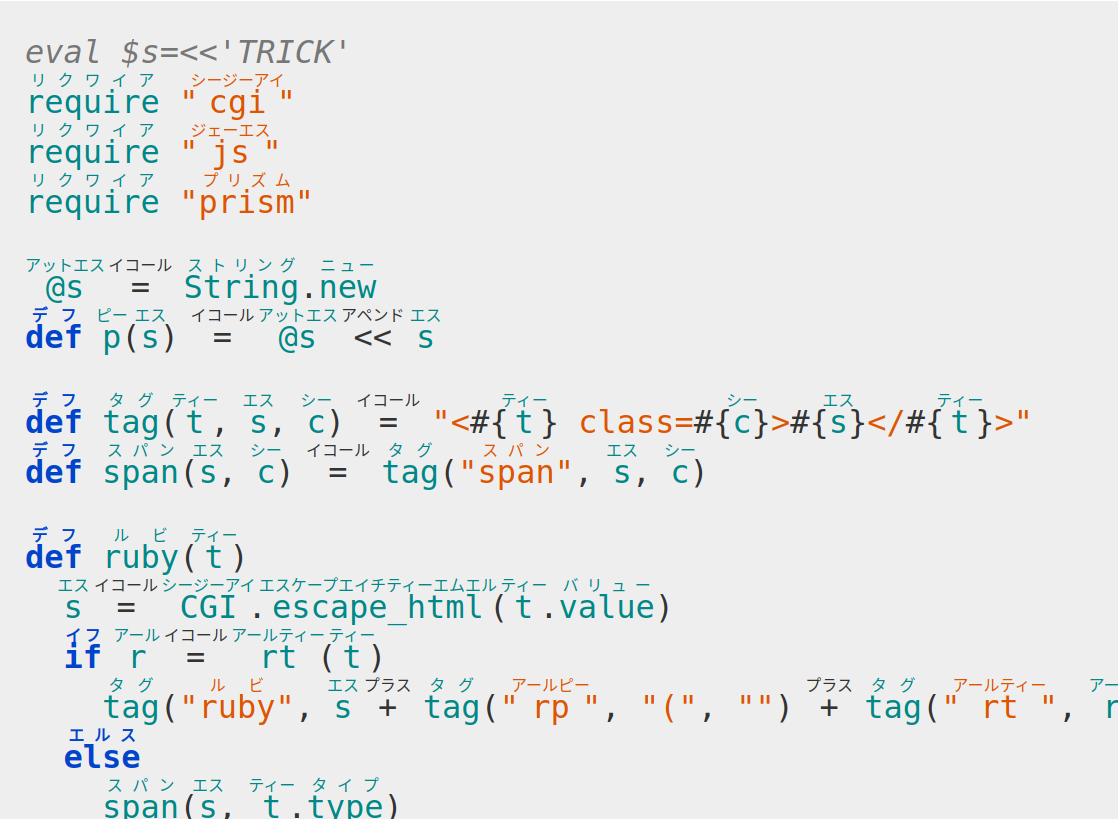 eval $s=<<'TRICK'
リクワイア シージーアイ
require "cgi"
リクワイア ジェーエス
require "js"
リクワイア プリズム
require "prism"
アットエス イコール ストリング ニュー
@s = String.new
デフ ピー エス イコール アットエス アペンド エス
def p(s) = @s << s
デフ タグ ティー エス シー イコール ティー シー エス ティー
def tag(t, s, c) = "<#{t} class=#{c}>#{s}</#{t}>"
デフ スパン エス シー イコール タグ スパン エス シー
def span(s, c) = tag("span", s, c)
デフ ルビ ティー
def ruby(t)
エス イコール シージーアイ エスケープエイチティーエムエル ティー バリュー
s = CGI.escape_html(t.value)
イフ アール イコール アールティー ティー
if r = rt(t)
タグ ルビ エス プラス タグ アールピー プラス タグ アールティー アー
tag("ruby", s + tag("rp", "(", "") + tag("rt", r
エルス
else
スパン エス ティー タイプ
span(s, t.type)